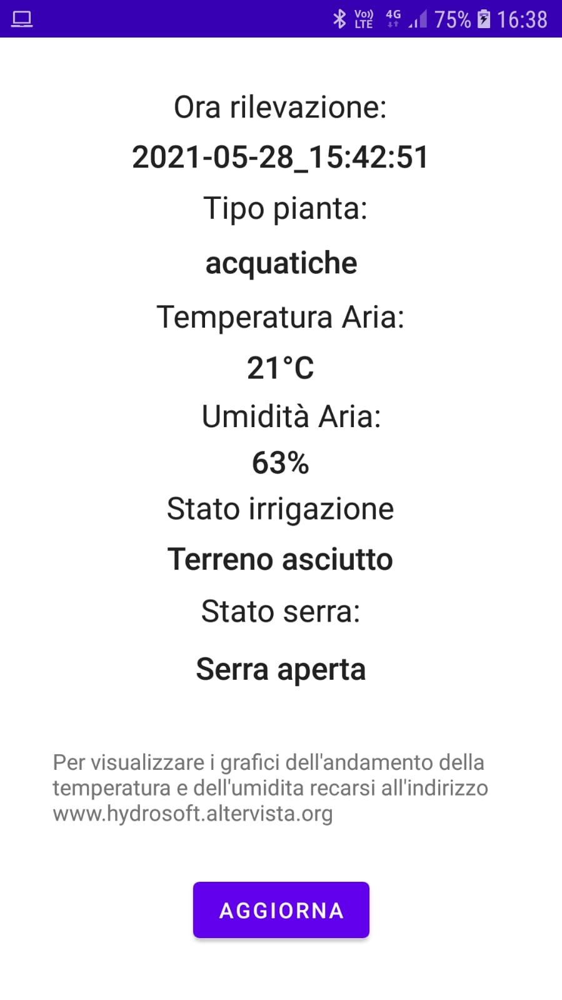 Vo)) LTE 4G 75% 16:38
Ora rilevazione:
2021-05-28_15:42:51
Tipo pianta:
acquatiche
Temperatura Aria:
21°C
Umidità Aria:
63%
Stato irrigazione
Terreno asciutto
Stato serra:
Serra aperta
Per visualizzare i grafici dell'andamento della
temperatura e dell'umidita recarsi all'indirizzo
www.hydrosoft.altervista.org
AGGIORNA